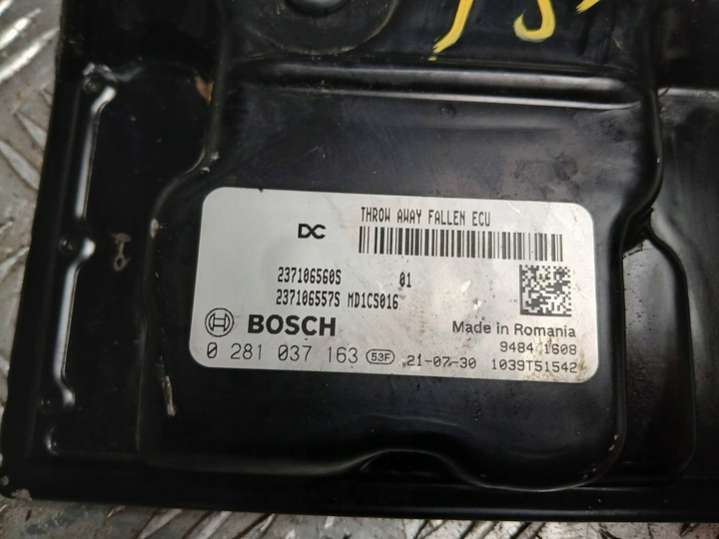 THROW AWAY FALLEN ECU
DC
237106560S 01
237106557S MD1CS016
BOSCH
Made in Romania
9484 1608
0 281 037 163 53F 21-07-30 1039T51542